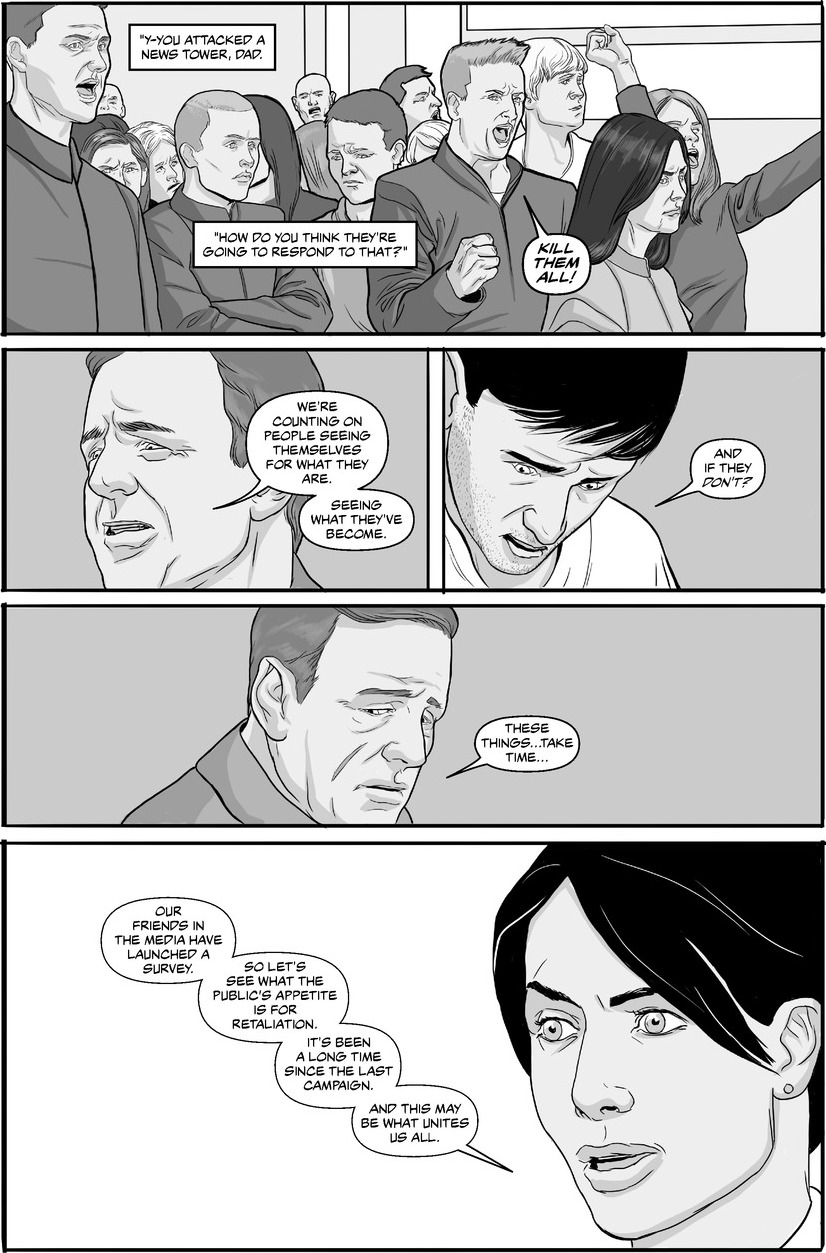 "Y-YOU ATTACKED A
NEWS TOWER, DAD.
"HOW DO YOU THINK THEY'RE
GOING TO RESPOND TO THAT?"
KILL
THEM
ALL!
WE'RE
COUNTING ON
PEOPLE SEEING
THEMSELVES
FOR WHAT THEY
ARE.
SEEING
WHAT THEY'VE
BECOME.
AND
IF THEY
DON'T?
THESE
THINGS...TAKE
TIME...
OUR
FRIENDS IN
THE MEDIA HAVE
LAUNCHED A
SURVEY.
SO LET'S
SEE WHAT THE
PUBLIC'S APPETITE
IS FOR
RETALIATION.
IT'S BEEN
A LONG TIME
SINCE THE LAST
CAMPAIGN.
AND THIS MAY
BE WHAT UNITES
US ALL.